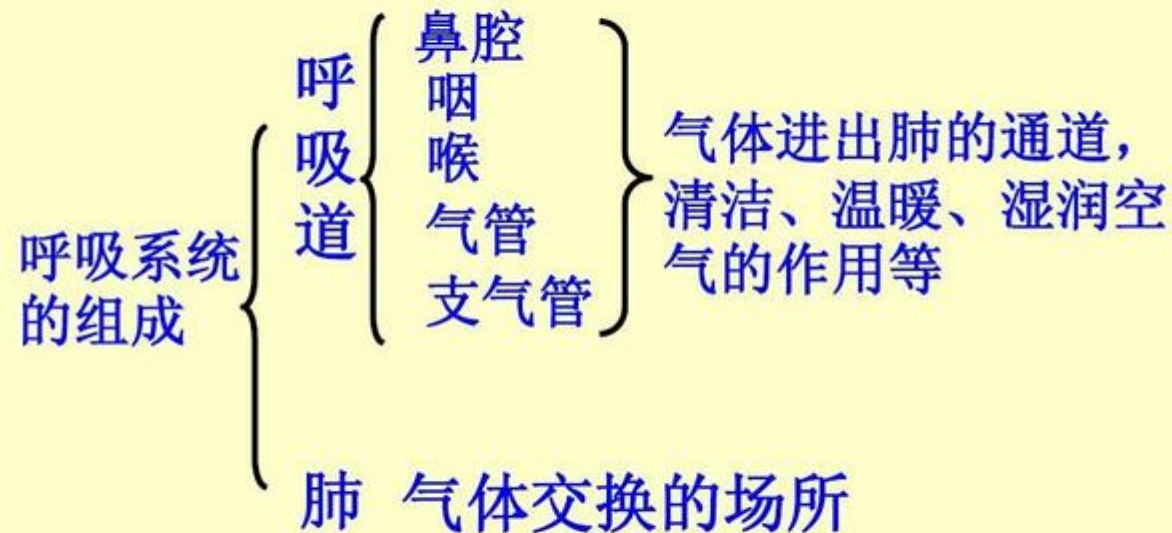 呼吸系统
的组成
呼
吸
道
鼻腔
咽
喉
气管
支气管
气体进出肺的通道，
清洁、温暖、湿润空
气的作用等
肺 气体交换的场所